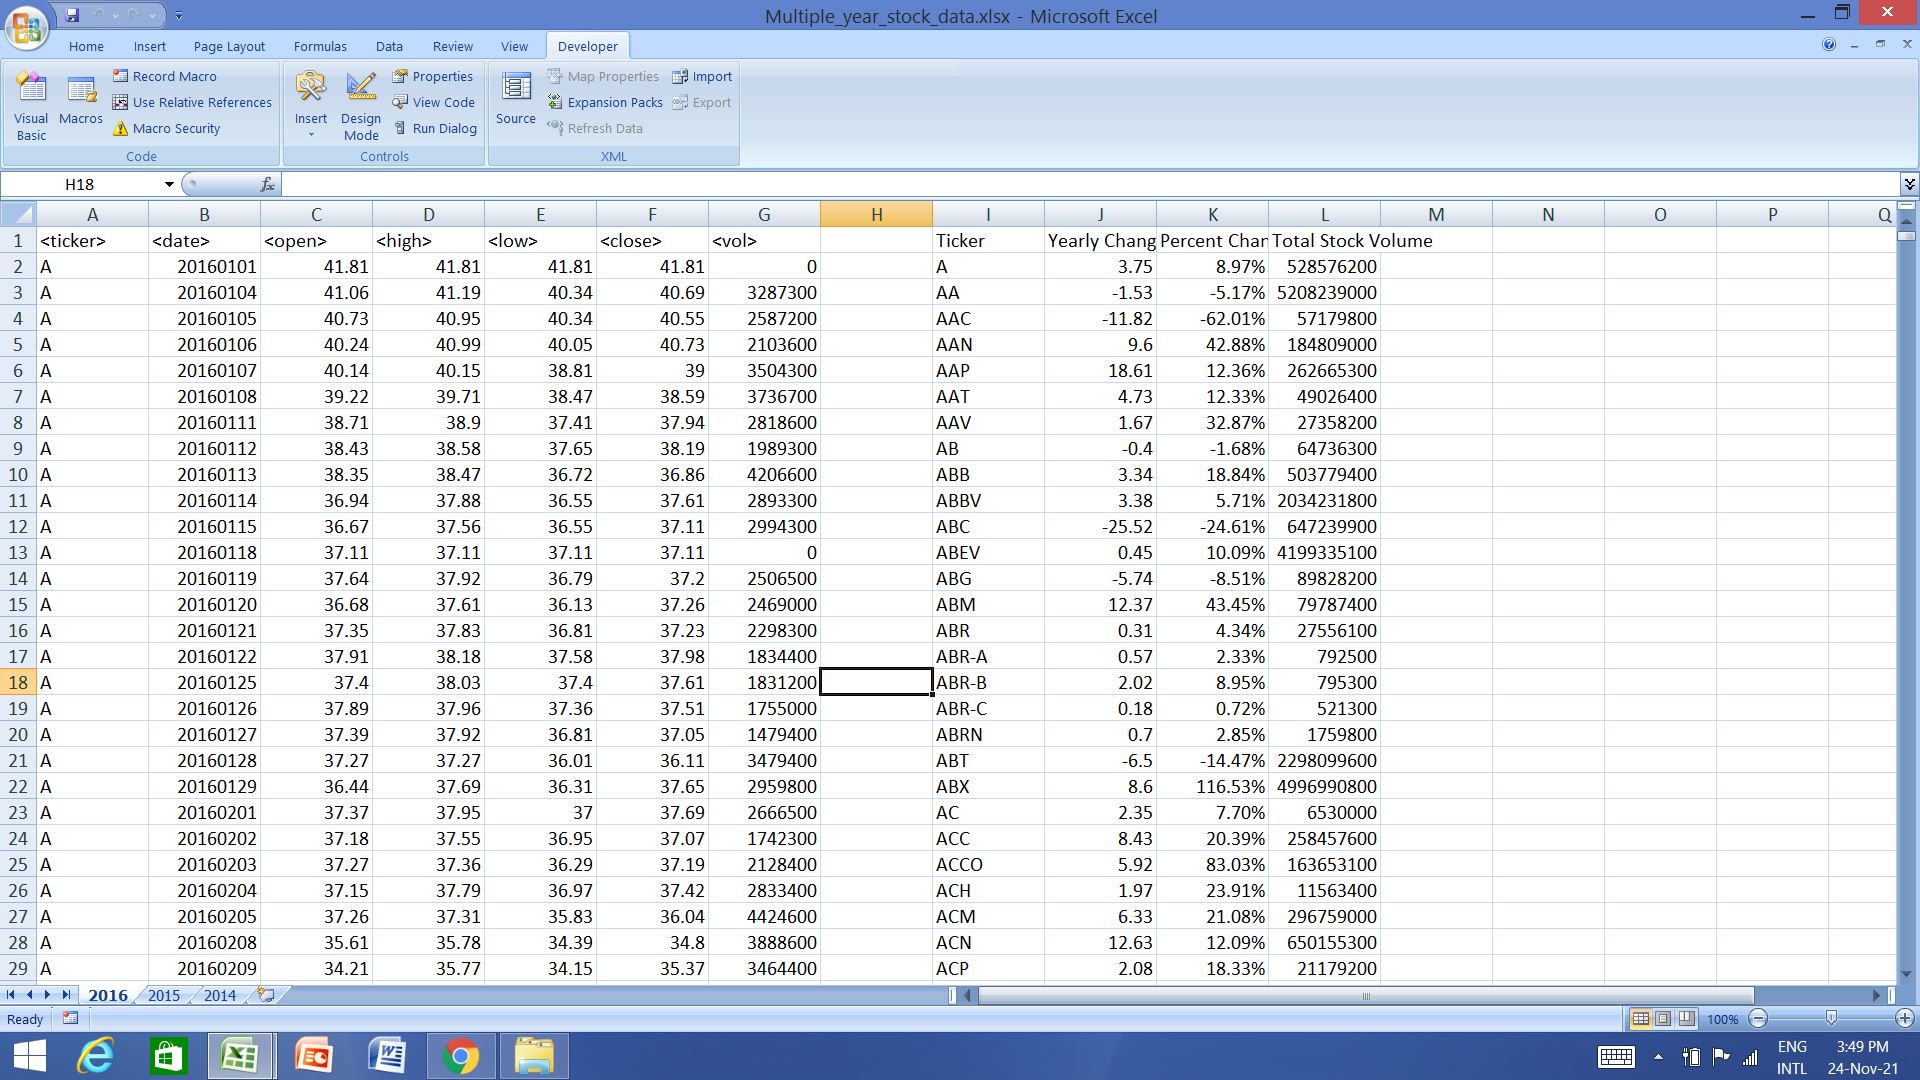 Multiple_year_stock_data.xlsx - Microsoft Excel
Home Insert Page Layout Formulas Data Review View Developer
Visual Basic Macros Record Macro Use Relative References Macro Security Code
Insert Design Mode Properties View Code Run Dialog Controls
Source Map Properties Expansion Packs Refresh Data Import Export XML
H18 fx
A B C D E F G H I J K L M N O P Q
1 <ticker> <date> <open> <high> <low> <close> <vol> Ticker Yearly Chang Percent Chan Total Stock Volume
2 A 20160101 41.81 41.81 41.81 41.81 0 A 3.75 8.97% 528576200
3 A 20160104 41.06 41.19 40.34 40.69 3287300 AA -1.53 -5.17% 5208239000
4 A 20160105 40.73 40.95 40.34 40.55 2587200 AAC -11.82 -62.01% 57179800
5 A 20160106 40.24 40.99 40.05 40.73 2103600 AAN 9.6 42.88% 184809000
6 A 20160107 40.14 40.15 38.81 39 3504300 AAP 18.61 12.36% 262665300
7 A 20160108 39.22 39.71 38.47 38.59 3736700 AAT 4.73 12.33% 49026400
8 A 20160111 38.71 38.9 37.41 37.94 2818600 AAV 1.67 32.87% 27358200
9 A 20160112 38.43 38.58 37.65 38.19 1989300 AB -0.4 -1.68% 64736300
10 A 20160113 38.35 38.47 36.72 36.86 4206600 ABB 3.34 18.84% 503779400
11 A 20160114 36.94 37.88 36.55 37.61 2893300 ABBV 3.38 5.71% 2034231800
12 A 20160115 36.67 37.56 36.55 37.11 2994300 ABC -25.52 -24.61% 647239900
13 A 20160118 37.11 37.11 37.11 37.11 0 ABEV 0.45 10.09% 4199335100
14 A 20160119 37.64 37.92 36.79 37.2 2506500 ABG -5.74 -8.51% 89828200
15 A 20160120 36.68 37.61 36.13 37.26 2469000 ABM 12.37 43.45% 79787400
16 A 20160121 37.35 37.83 36.81 37.23 2298300 ABR 0.31 4.34% 27556100
17 A 20160122 37.91 38.18 37.58 37.98 1834400 ABR-A 0.57 2.33% 792500
18 A 20160125 37.4 38.03 37.4 37.61 1831200 ABR-B 2.02 8.95% 795300
19 A 20160126 37.89 37.96 37.36 37.51 1755000 ABR-C 0.18 0.72% 521300
20 A 20160127 37.39 37.92 36.81 37.05 1479400 ABRN 0.7 2.85% 1759800
21 A 20160128 37.27 37.27 36.01 36.11 3479400 ABT -6.5 -14.47% 2298099600
22 A 20160129 36.44 37.69 36.31 37.65 2959800 ABX 8.6 116.53% 4996990800
23 A 20160201 37.37 37.95 37 37.69 2666500 AC 2.35 7.70% 6530000
24 A 20160202 37.18 37.55 36.95 37.07 1742300 ACC 8.43 20.39% 258457600
25 A 20160203 37.27 37.36 36.29 37.19 2128400 ACCO 5.92 83.03% 163653100
26 A 20160204 37.15 37.79 36.97 37.42 2833400 ACH 1.97 23.91% 11563400
27 A 20160205 37.26 37.31 35.83 36.04 4424600 ACM 6.33 21.08% 296759000
28 A 20160208 35.61 35.78 34.39 34.8 3888600 ACN 12.63 12.09% 650155300
29 A 20160209 34.21 35.77 34.15 35.37 3464400 ACP 2.08 18.33% 21179200
2016 2015 2014
Ready 100%
ENG 3:49 PM
INTL 24-Nov-21